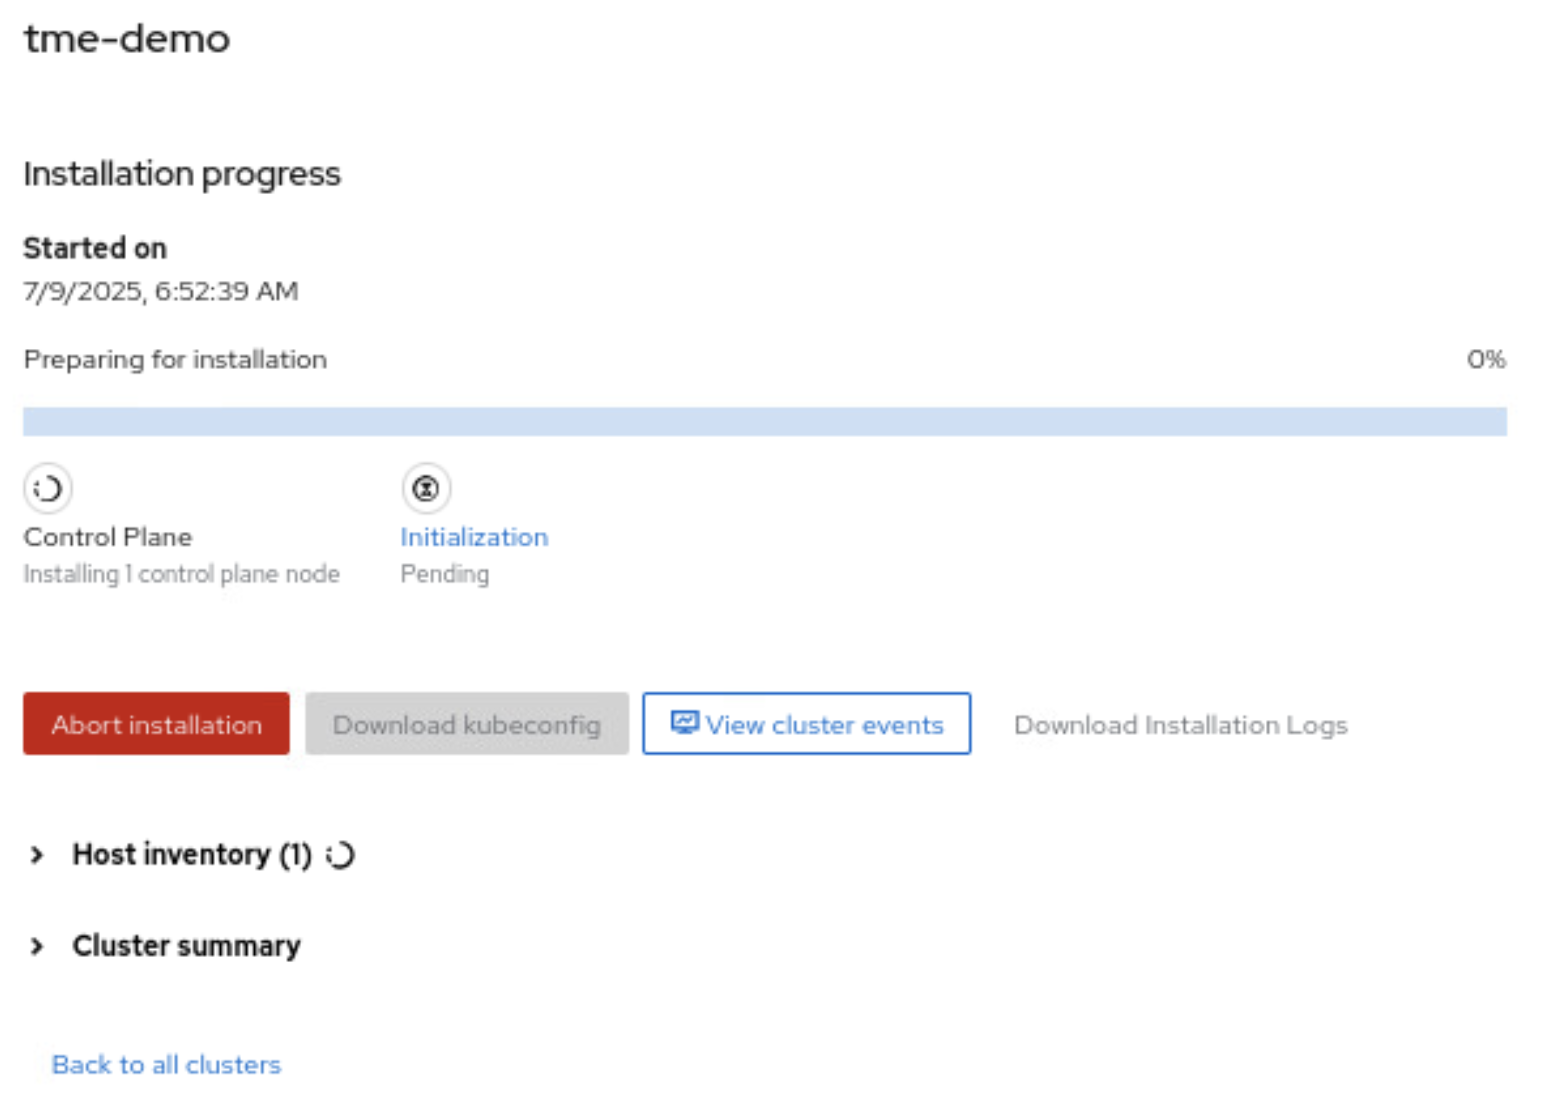 tme-demo
Installation progress
Started on
7/9/2025, 6:52:39 AM
Preparing for installation 0%
Control Plane Initialization
Installing 1 control plane node Pending
Abort installation Download kubeconfig View cluster events Download Installation Logs
Host inventory (1)
Cluster summary
Back to all clusters